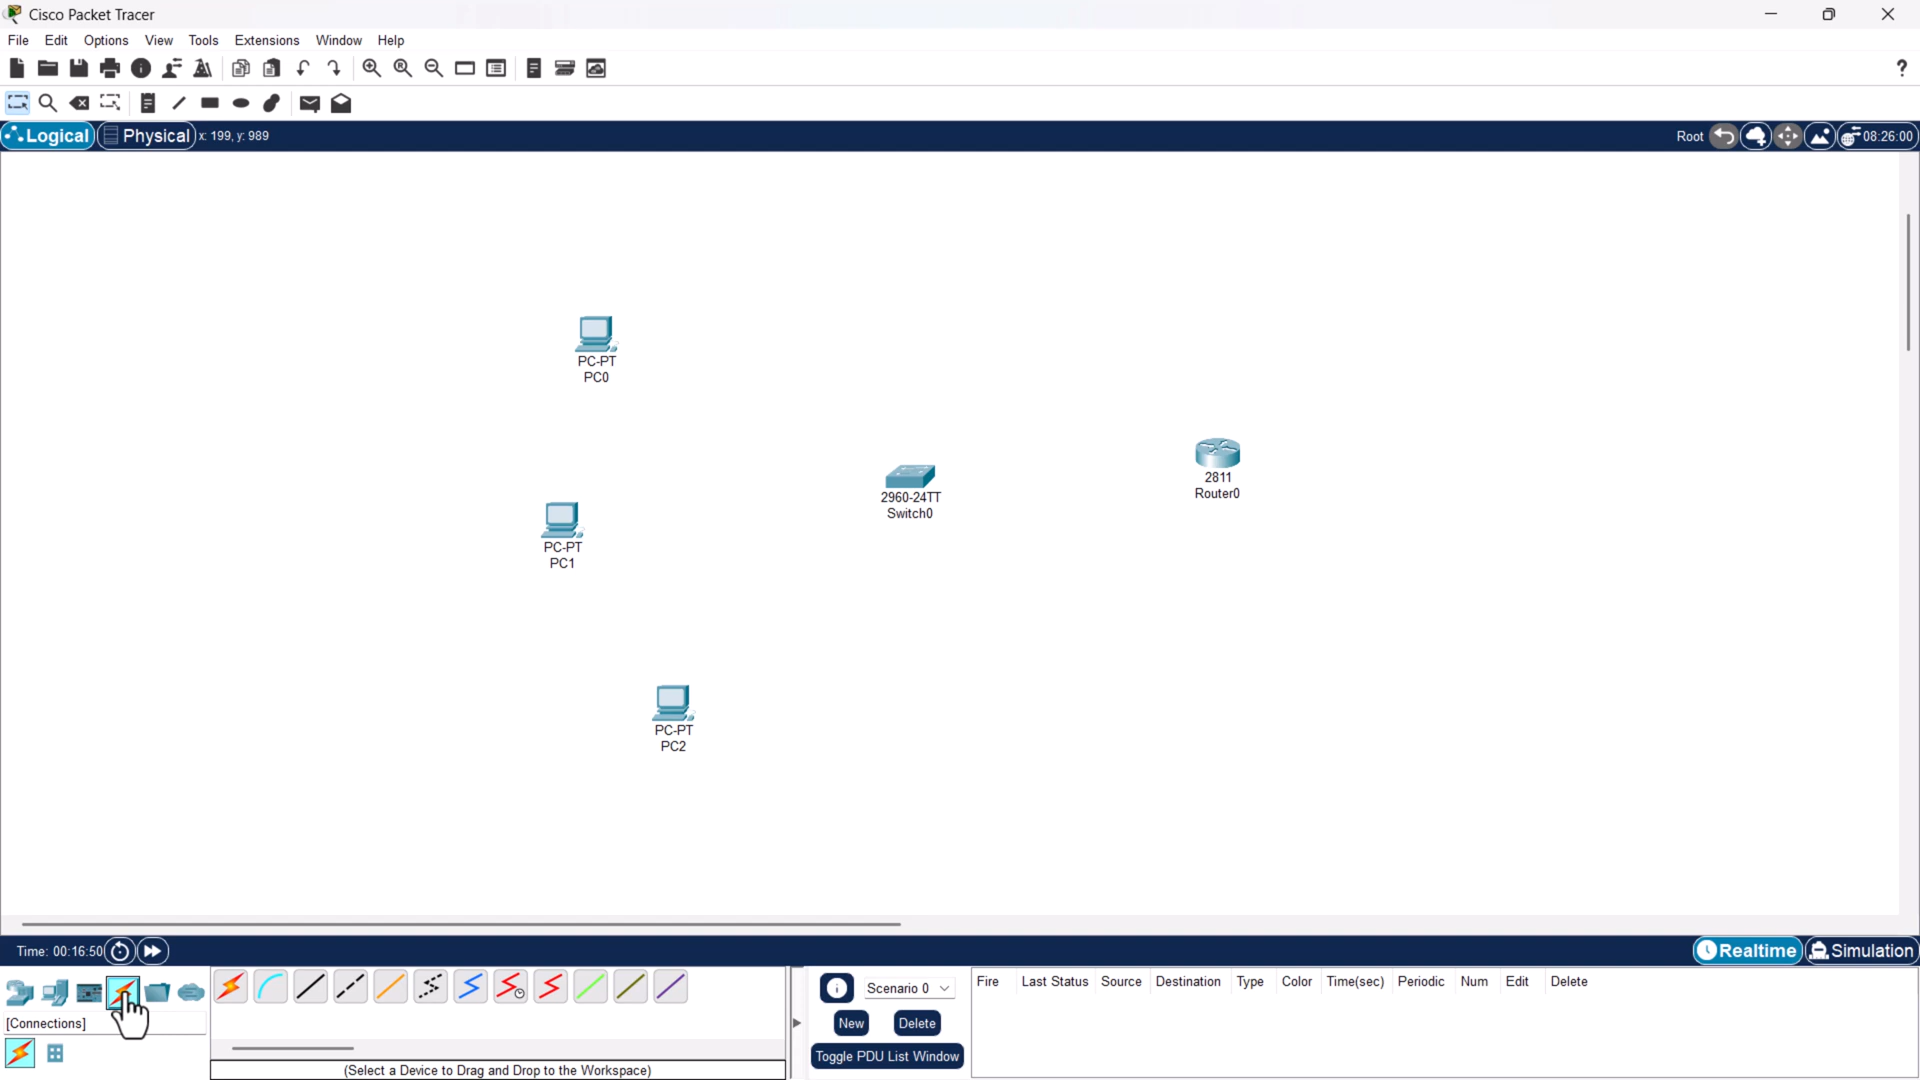 Cisco Packet Tracer
File Edit Options View Tools Extensions Window Help
?
Logical Physical x: 199, y: 989 Root 08:26:00
PC-PT
PC0
2811
Router0
2960-24TT
Switch0
PC-PT
PC1
PC-PT
PC2
Time: 00:16:50 Realtime Simulation
Scenario 0
Fire Last Status Source Destination Type Color Time(sec) Periodic Num Edit Delete
[Connections]
New Delete
Toggle PDU List Window
(Select a Device to Drag and Drop to the Workspace)